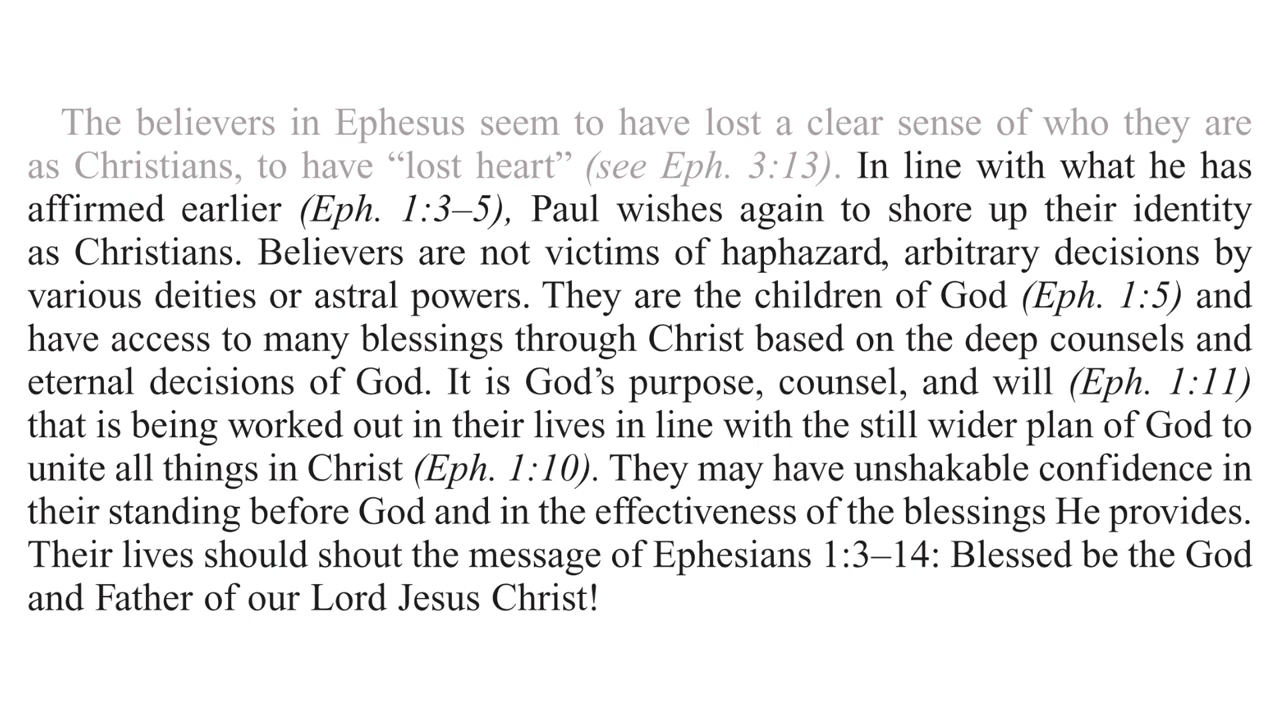 The believers in Ephesus seem to have lost a clear sense of who they are
as Christians, to have “lost heart” (see Eph. 3:13). In line with what he has
affirmed earlier (Eph. 1:3–5), Paul wishes again to shore up their identity
as Christians. Believers are not victims of haphazard, arbitrary decisions by
various deities or astral powers. They are the children of God (Eph. 1:5) and
have access to many blessings through Christ based on the deep counsels and
eternal decisions of God. It is God’s purpose, counsel, and will (Eph. 1:11)
that is being worked out in their lives in line with the still wider plan of God to
unite all things in Christ (Eph. 1:10). They may have unshakable confidence in
their standing before God and in the effectiveness of the blessings He provides.
Their lives should shout the message of Ephesians 1:3–14: Blessed be the God
and Father of our Lord Jesus Christ!